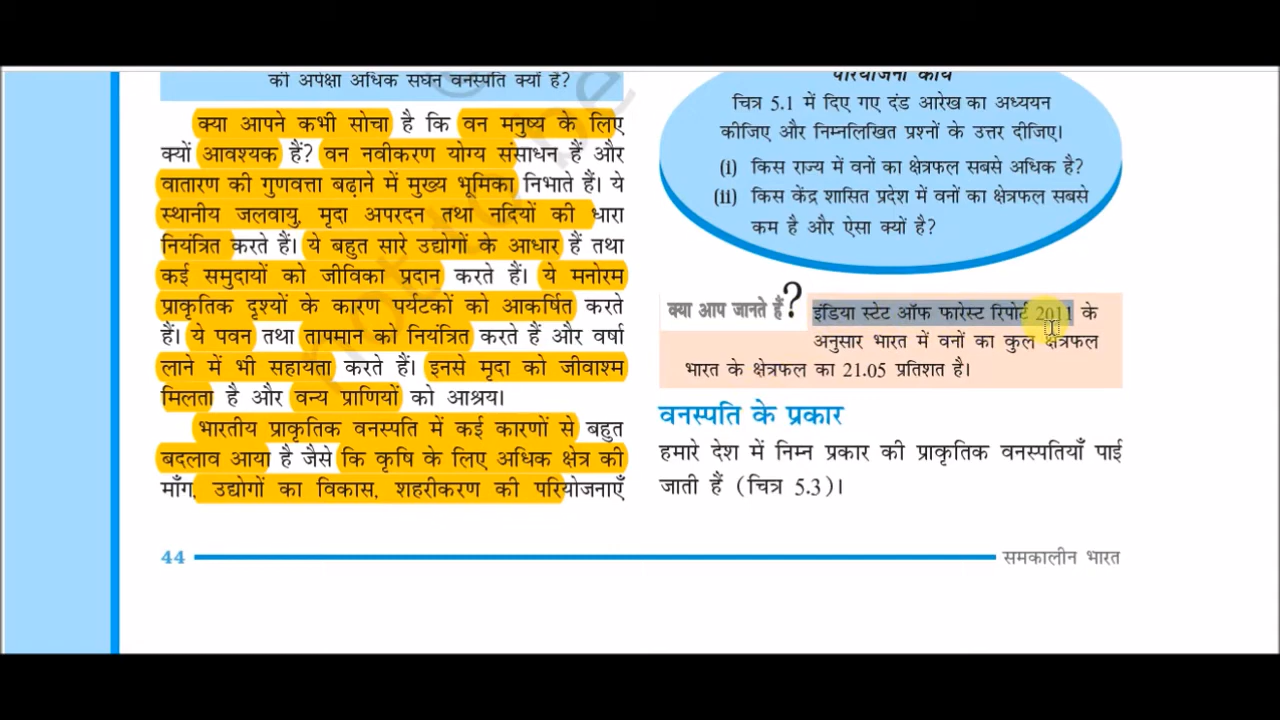 की अपेक्षा अधिक सघन वनस्पति क्यों है?
क्या आपने कभी सोचा है कि वन मनुष्य के लिए
क्यों आवश्यक हैं? वन नवीकरण योग्य संसाधन हैं और
वातारण की गुणवत्ता बढ़ाने में मुख्य भूमिका निभाते हैं। ये
स्थानीय जलवायु, मृदा अपरदन तथा नदियों की धारा
नियंत्रित करते हैं। ये बहुत सारे उद्योगों के आधार हैं तथा
कई समुदायों को जीविका प्रदान करते हैं। ये मनोरम
प्राकृतिक दृश्यों के कारण पर्यटकों को आकर्षित करते
हैं। ये पवन तथा तापमान को नियंत्रित करते हैं और वर्षा
लाने में भी सहायता करते हैं। इनसे मृदा को जीवाश्म
मिलता है और वन्य प्राणियों को आश्रय।
भारतीय प्राकृतिक वनस्पति में कई कारणों से बहुत
बदलाव आया है जैसे कि कृषि के लिए अधिक क्षेत्र की
माँग, उद्योगों का विकास, शहरीकरण की परियोजनाएँ
परियोजना कार्य
चित्र 5.1 में दिए गए दंड आरेख का अध्ययन
कीजिए और निम्नलिखित प्रश्नों के उत्तर दीजिए।
(i) किस राज्य में वनों का क्षेत्रफल सबसे अधिक है?
(ii) किस केंद्र शासित प्रदेश में वनों का क्षेत्रफल सबसे
कम है और ऐसा क्यों है?
क्या आप जानते हैं? इंडिया स्टेट ऑफ फारेस्ट रिपोर्ट 2011 के
अनुसार भारत में वनों का कुल क्षेत्रफल
भारत के क्षेत्रफल का 21.05 प्रतिशत है।
वनस्पति के प्रकार
हमारे देश में निम्न प्रकार की प्राकृतिक वनस्पतियाँ पाई
जाती हैं (चित्र 5.3)।
44
समकालीन भारत